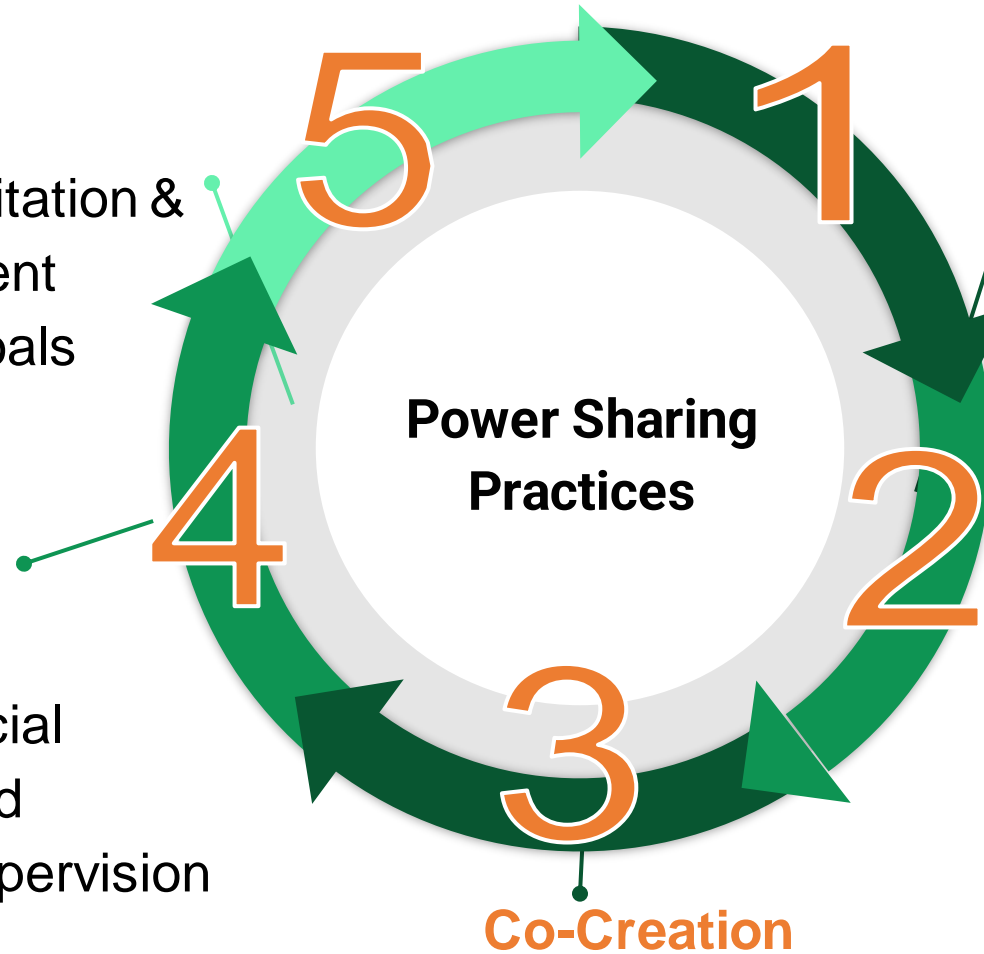 5
1
itation &
ent
oals
Power Sharing
Practices
4
2
3
cial
d
pervision
Co-Creation